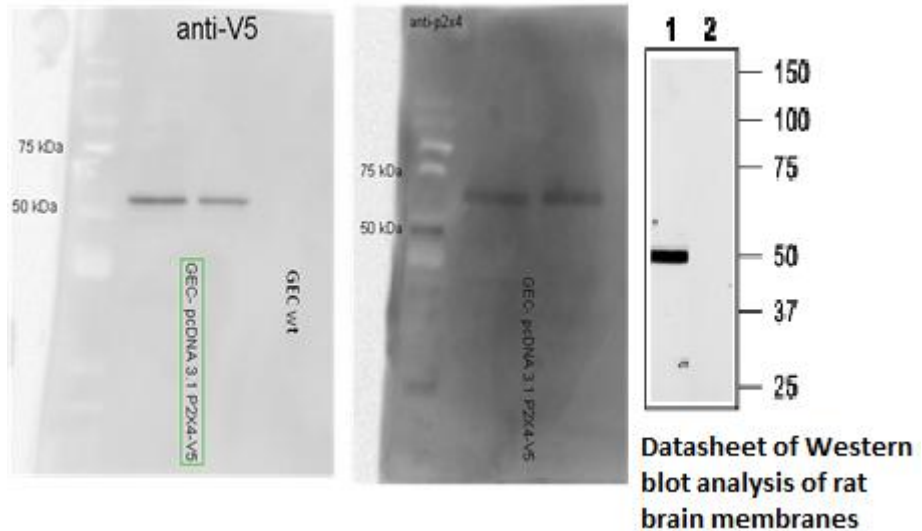 anti-V5
75 kDa
50 kDa
GEC- pcDNA 3.1 P2X4-V5
GEC wt
anti-p2x4
75 kDa
50 kDa
GEC- pcDNA 3.1 P2X4-V5
1 2
150
100
75
50
37
25
Datasheet of Western
blot analysis of rat
brain membranes